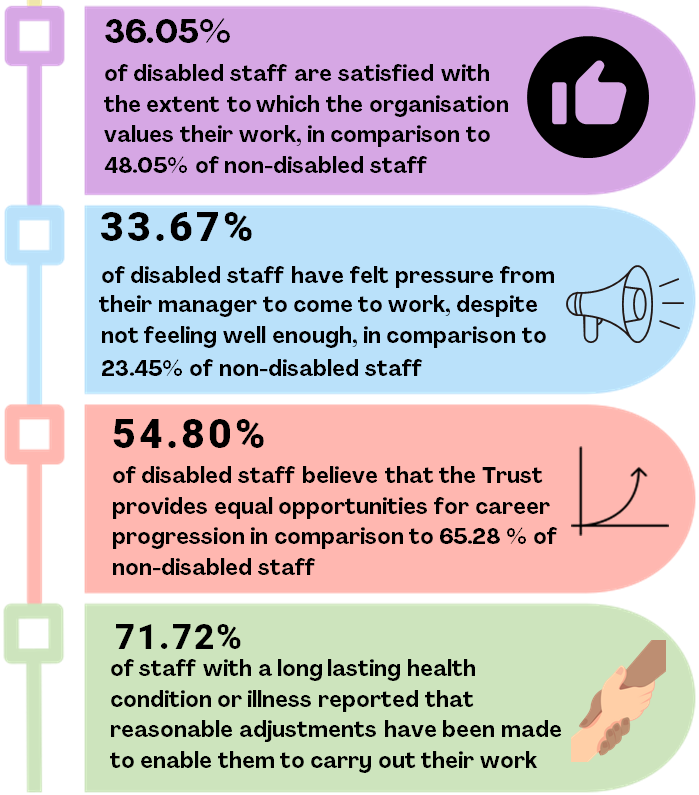 36.05%
of disabled staff are satisfied with
the extent to which the organisation
values their work, in comparison to
48.05% of non-disabled staff
33.67%
of disabled staff have felt pressure from
their manager to come to work, despite
not feeling well enough, in comparison to
23.45% of non-disabled staff
54.80%
of disabled staff believe that the Trust
provides equal opportunities for career
progression in comparison to 65.28 % of
non-disabled staff
71.72%
of staff with a long lasting health
condition or illness reported that
reasonable adjustments have been made
to enable them to carry out their work